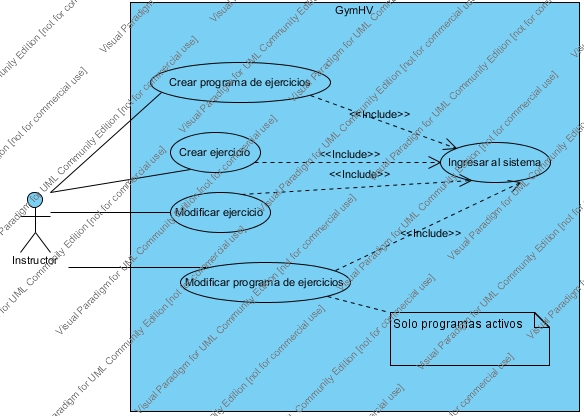 GymHV
Crear programa de ejercicios
<<Include>>
Crear ejercicio
<<Include>>
Ingresar al sistema
<<Include>>
Modificar ejercicio
<<Include>>
Instructor
Modificar programa de ejercicios
Solo programas activos
Visual Paradigm for UML Community Edition [not for commercial use]